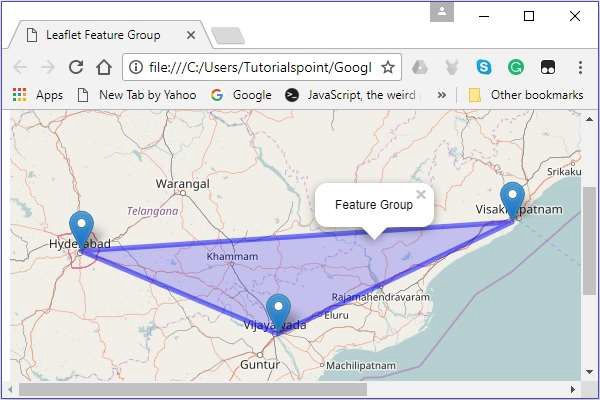 Leaflet Feature Group
file:///C:/Users/Tutorialspoint/Googl
Apps New Tab by Yahoo Google JavaScript, the weird » Other bookmarks
Srikaku
Warangal
Telangana
Feature Group
Visakhapatnam
Hyderabad
Khammam
Rajamahendravaram
Eluru
Vijayawada
Guntur
Machilipatnam